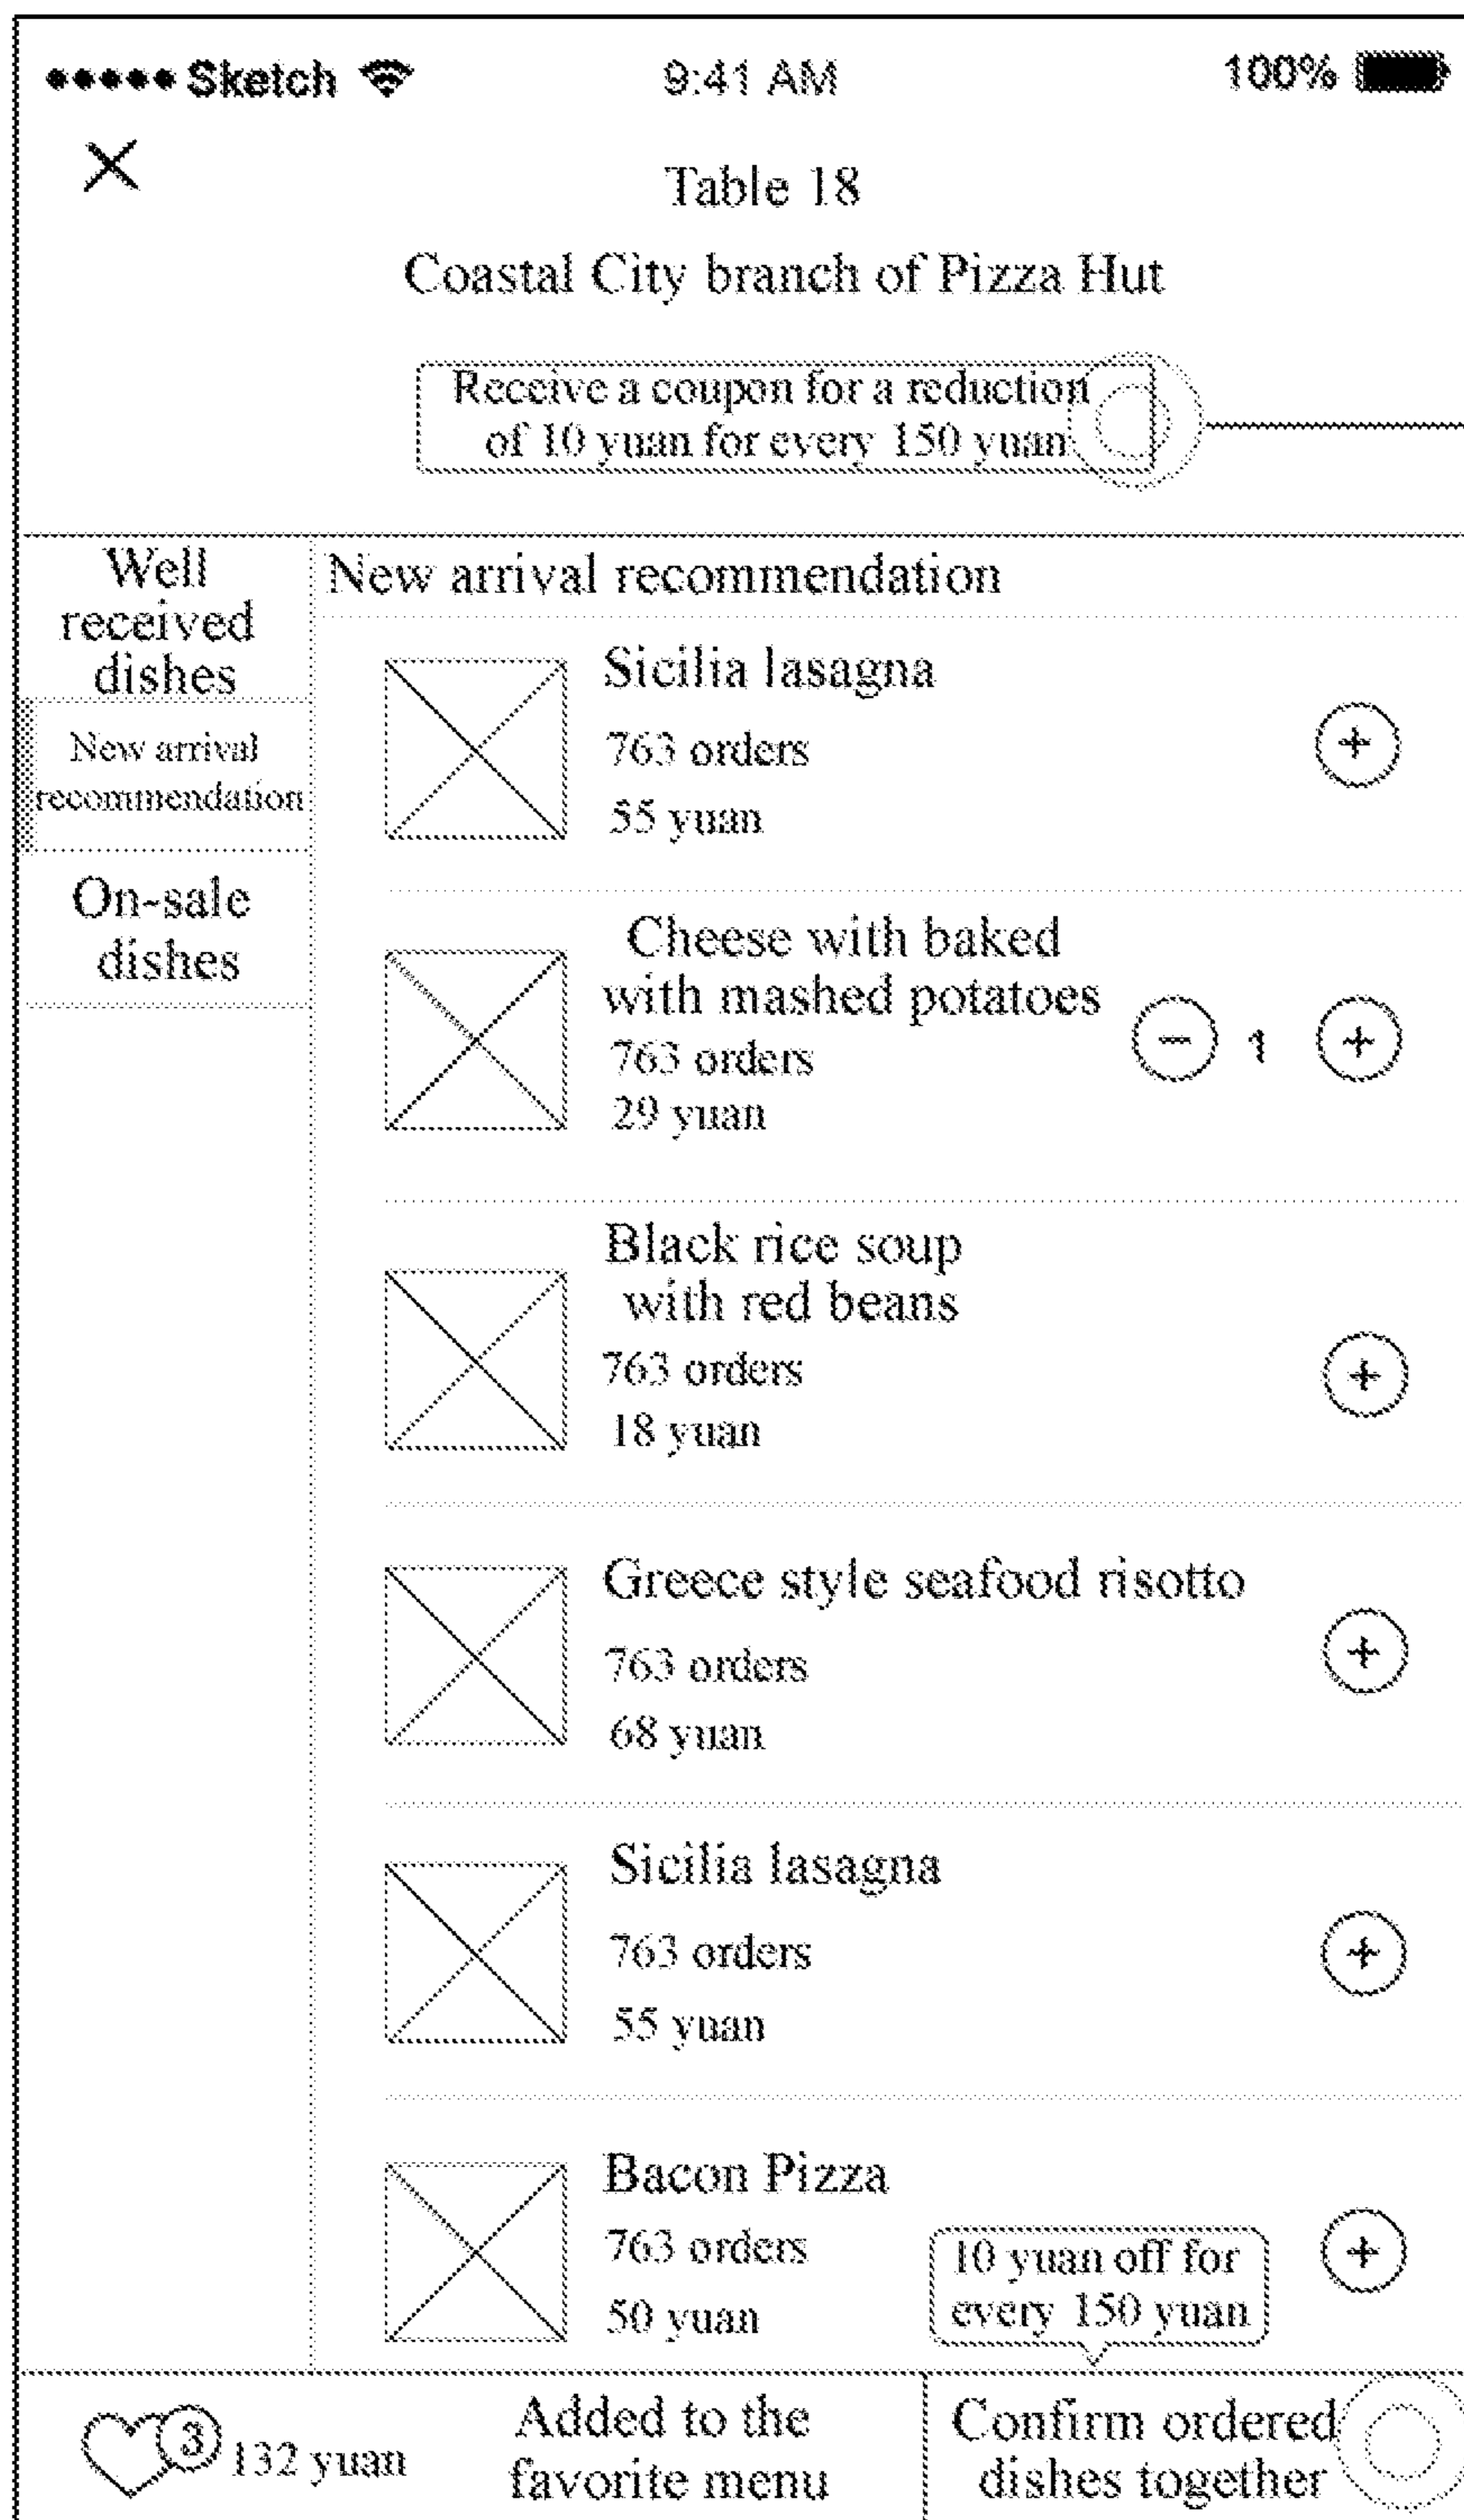 Sketch 9:41 AM 100%
Table 18
Coastal City branch of Pizza Hut
Receive a coupon for a reduction
of 10 yuan for every 150 yuan
Well
received
dishes
New arrival
recommendation
On-sale
dishes
New arrival recommendation
Sicilia lasagna
763 orders
55 yuan
Cheese with baked
with mashed potatoes
763 orders
29 yuan
1
Black rice soup
with red beans
763 orders
18 yuan
Greece style seafood risotto
763 orders
68 yuan
Sicilia lasagna
763 orders
55 yuan
Bacon Pizza
763 orders
50 yuan
10 yuan off for
every 150 yuan
3 132 yuan
Added to the
favorite menu
Confirm ordered
dishes together